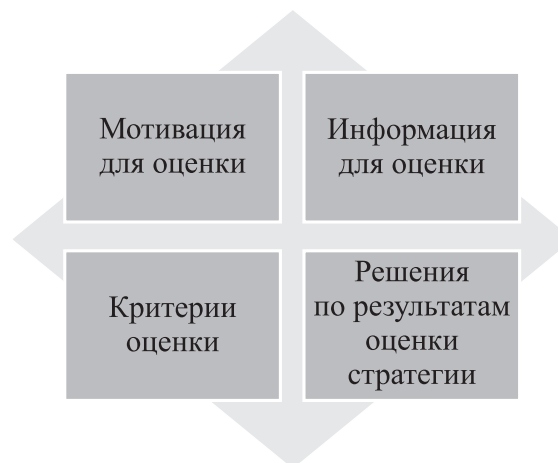 Мотивация
для оценки
Информация
для оценки
Критерии
оценки
Решения
по результатам
оценки
стратегии